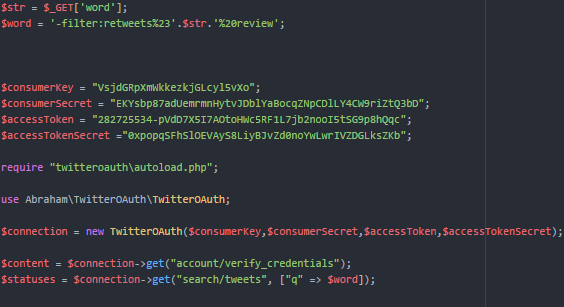 $str = $_GET['word'];
$word = '-filter:retweets%23'.$str.'%20review';
$consumerKey = "VsjdGRpXmWkkezkjGLcyl5vXo";
$consumerSecret = "EKYsbp87adUemrmnHytvJDblYaBocqZNpCDlLY4CW9riZtQ3bD";
$accessToken = "282725534-pVdD7X5I7AOtoHWc5RF1L7jb2nooI5tSG9p8hQqc";
$accessTokenSecret ="0xpopqSFhSlOEVAyS8LiyBJvZd0noYwLwrIVZDGLksZKb";
require "twitteroauth\autoload.php";
use Abraham\TwitterOAuth\TwitterOAuth;
$connection = new TwitterOAuth($consumerKey,$consumerSecret,$accessToken,$accessTokenSecret);
$content = $connection->get("account/verify_credentials");
$statuses = $connection->get("search/tweets", ["q" => $word]);